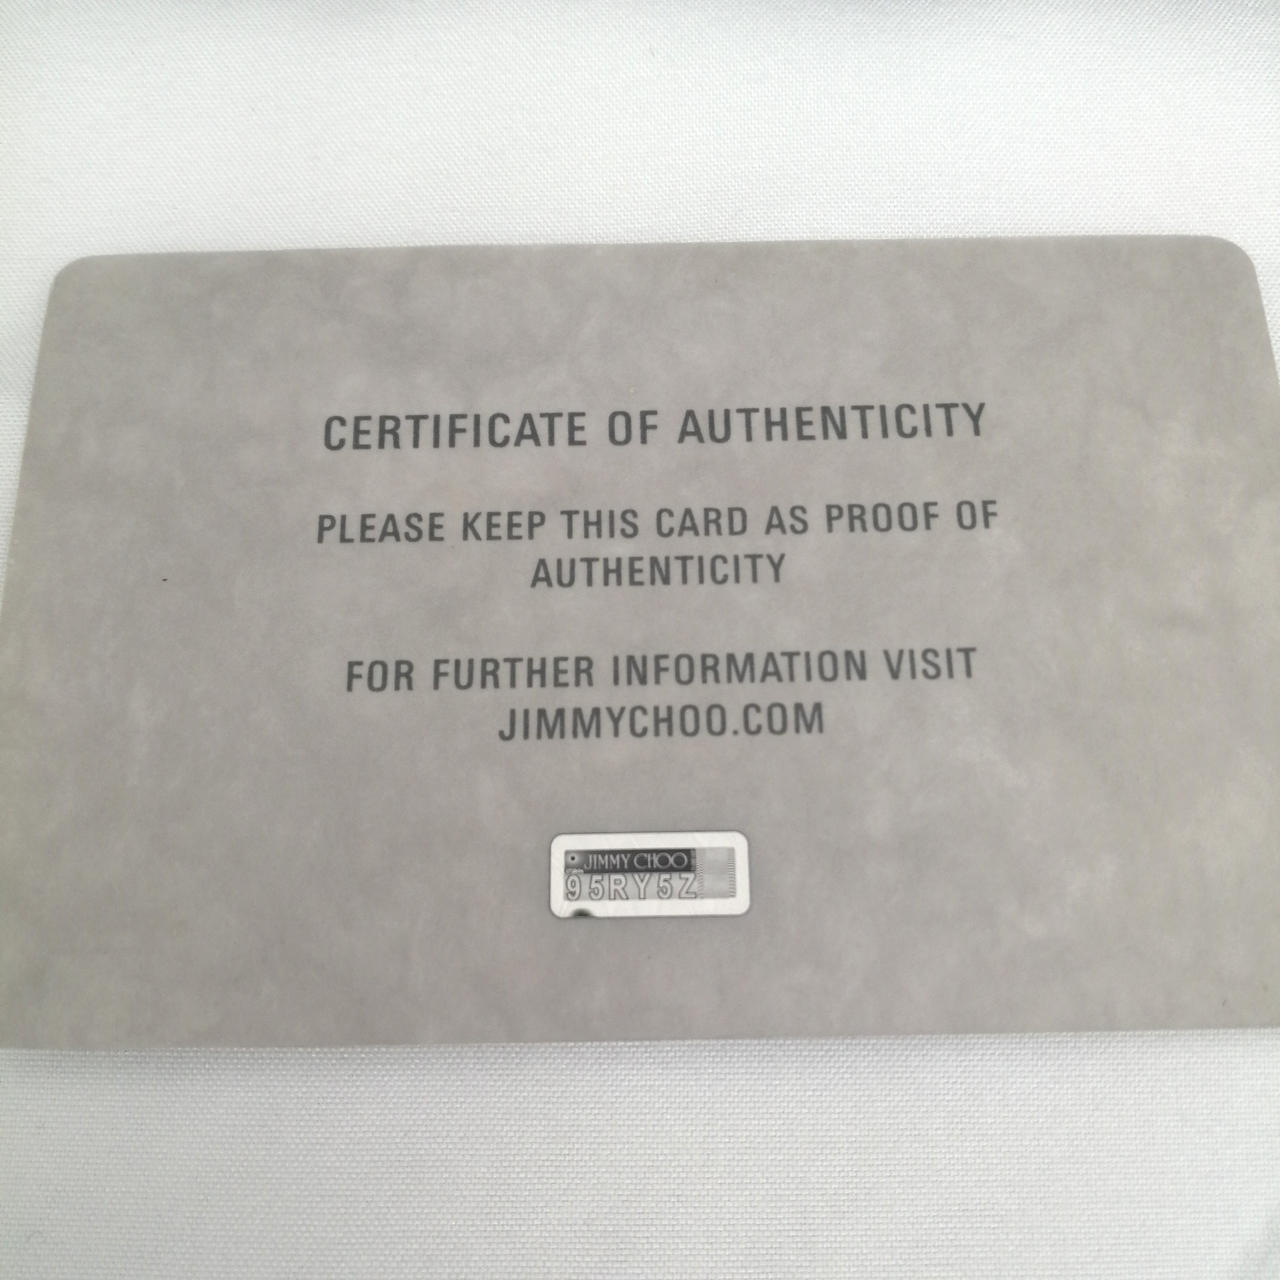 CERTIFICATE OF AUTHENTICITY
PLEASE KEEP THIS CARD AS PROOF OF
AUTHENTICITY
FOR FURTHER INFORMATION VISIT
JIMMYCHOO.COM
JIMMY CHOO
95RY5Z